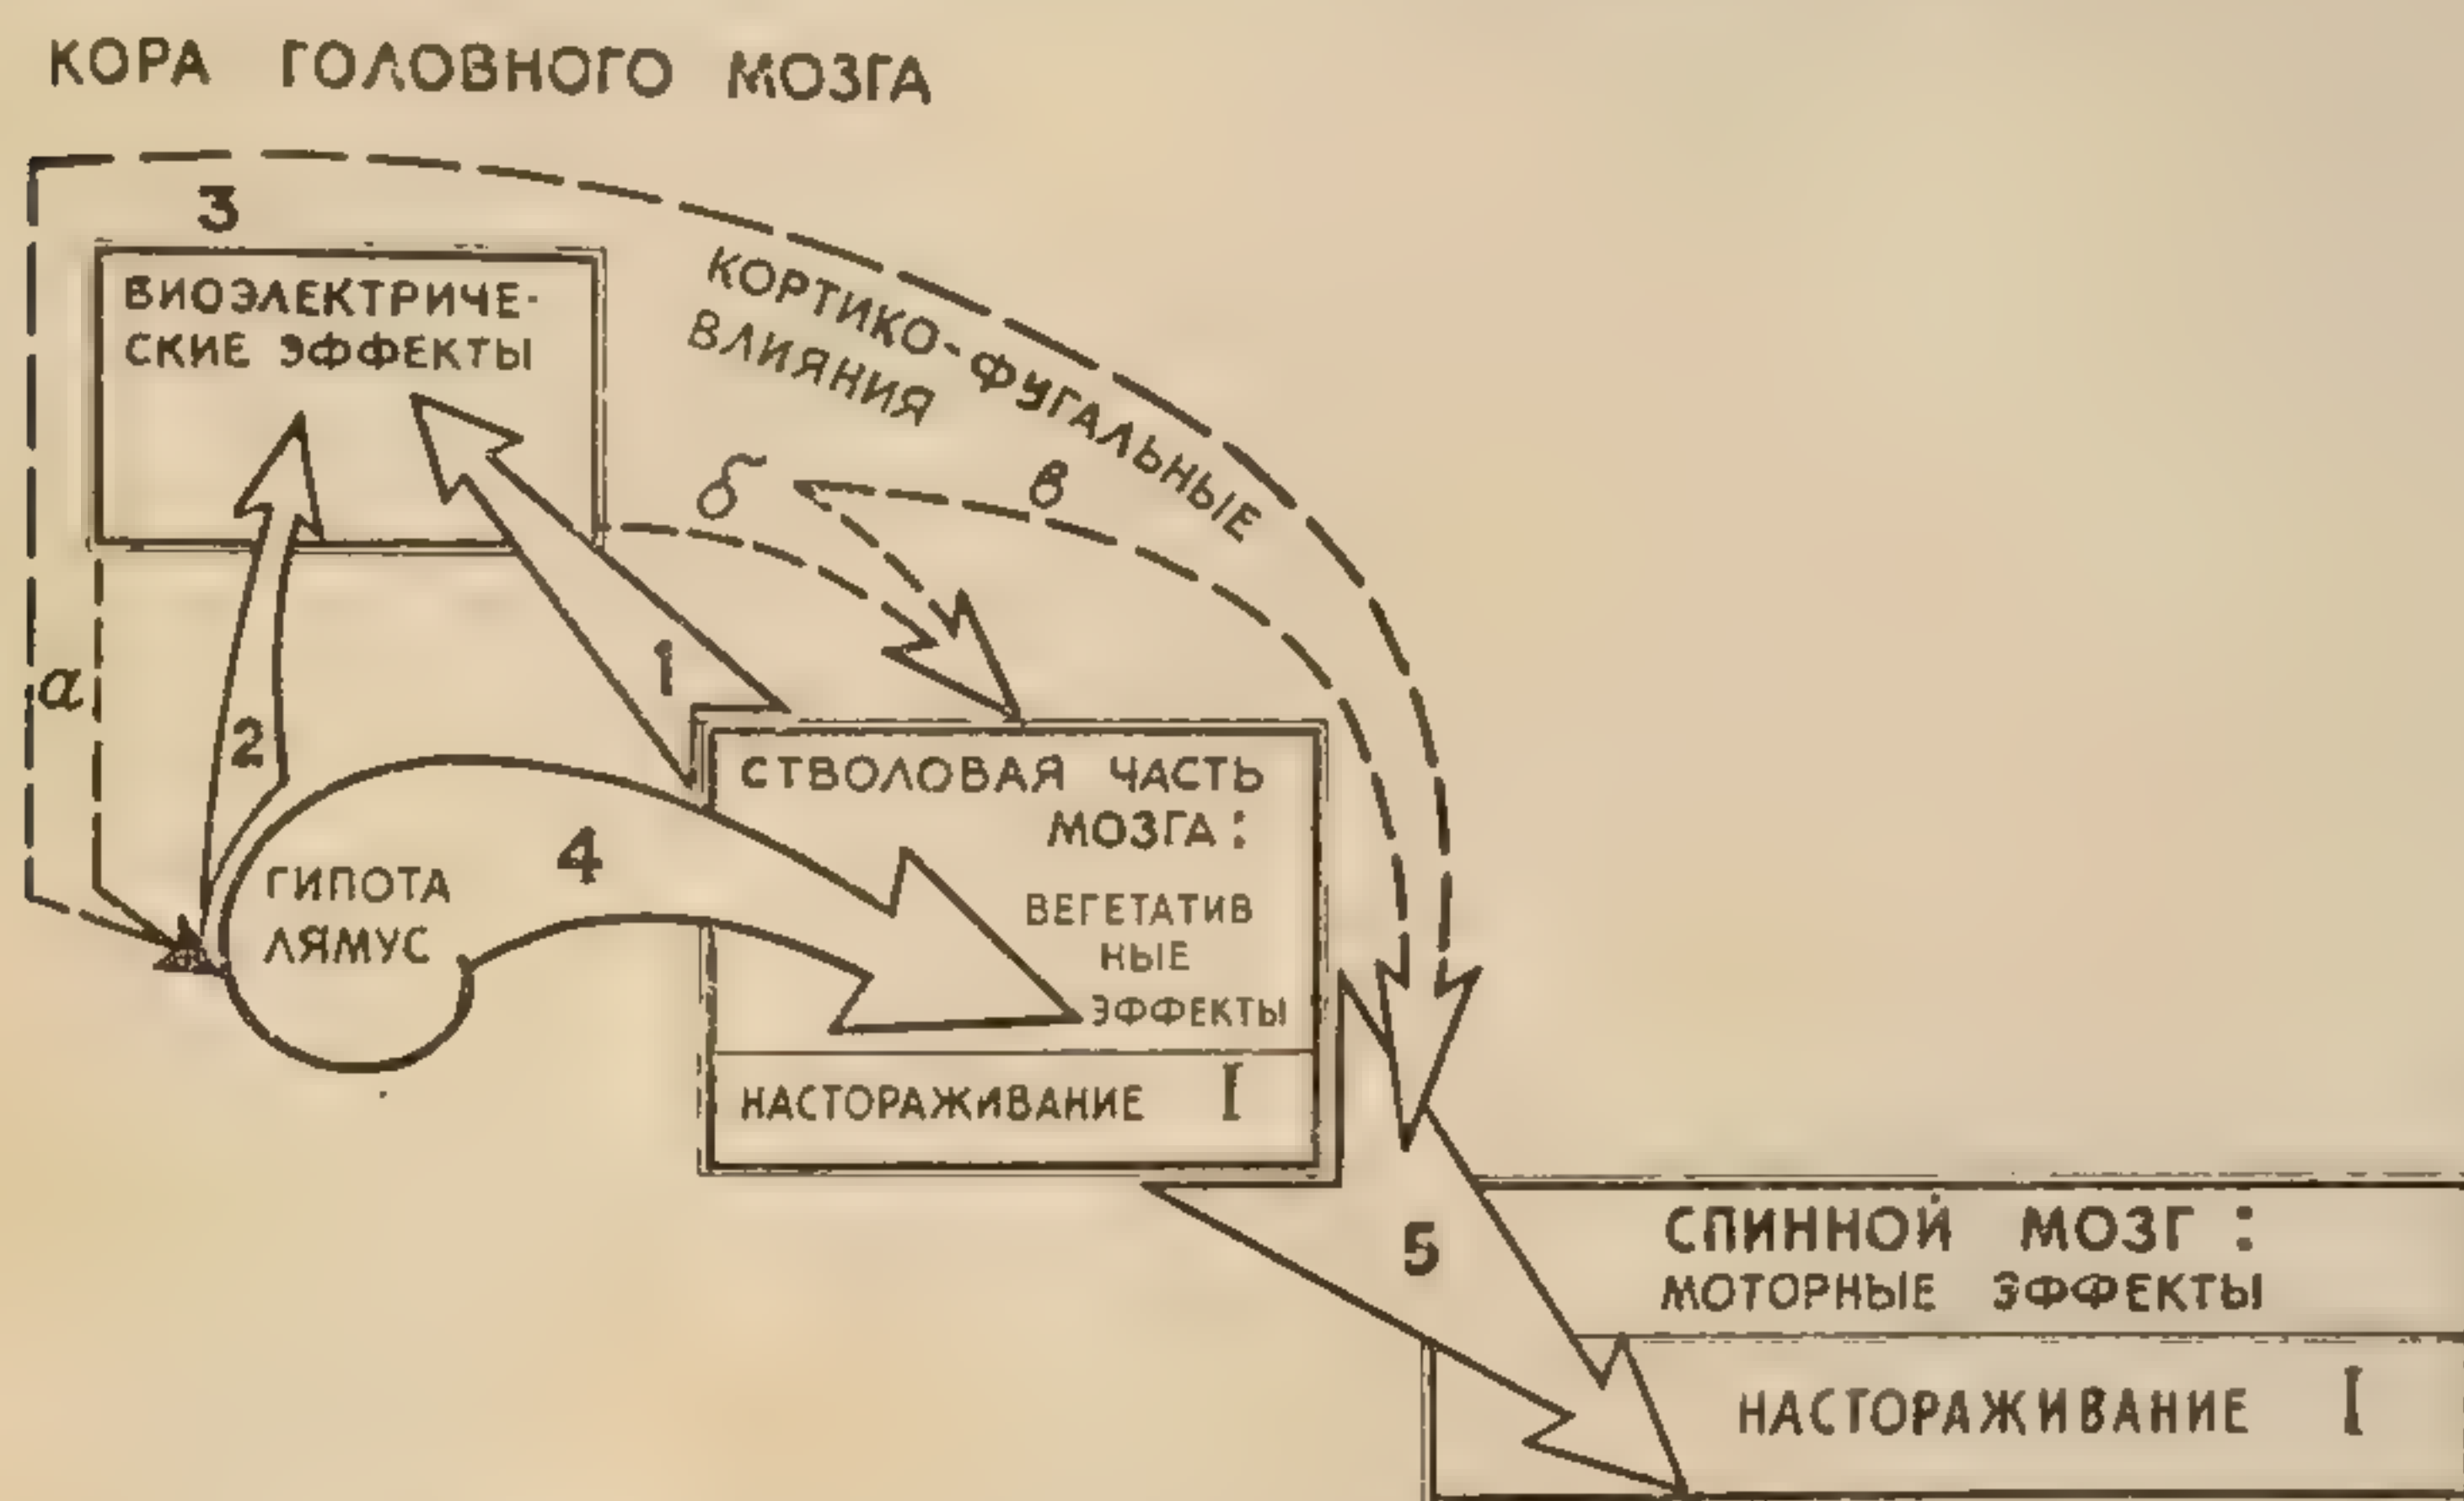 КОРА ГОЛОВНОГО МОЗГА
3
БИОЭЛЕКТРИЧЕ-
СКИЕ ЭФФЕКТЫ
КОРТИКО-ФУГАЛЬНЫЕ
ВЛИЯНИЯ
б
в
1
а
2
СТВОЛОВАЯ ЧАСТЬ
МОЗГА:
4
ГИПОТА
ЛЯМУС
ВЕГЕТАТИВ
НЫЕ
ЭФФЕКТЫ
НАСТОРАЖИВАНИЕ I
5
СПИННОЙ МОЗГ:
МОТОРНЫЕ ЭФФЕКТЫ
НАСТОРАЖИВАНИЕ I